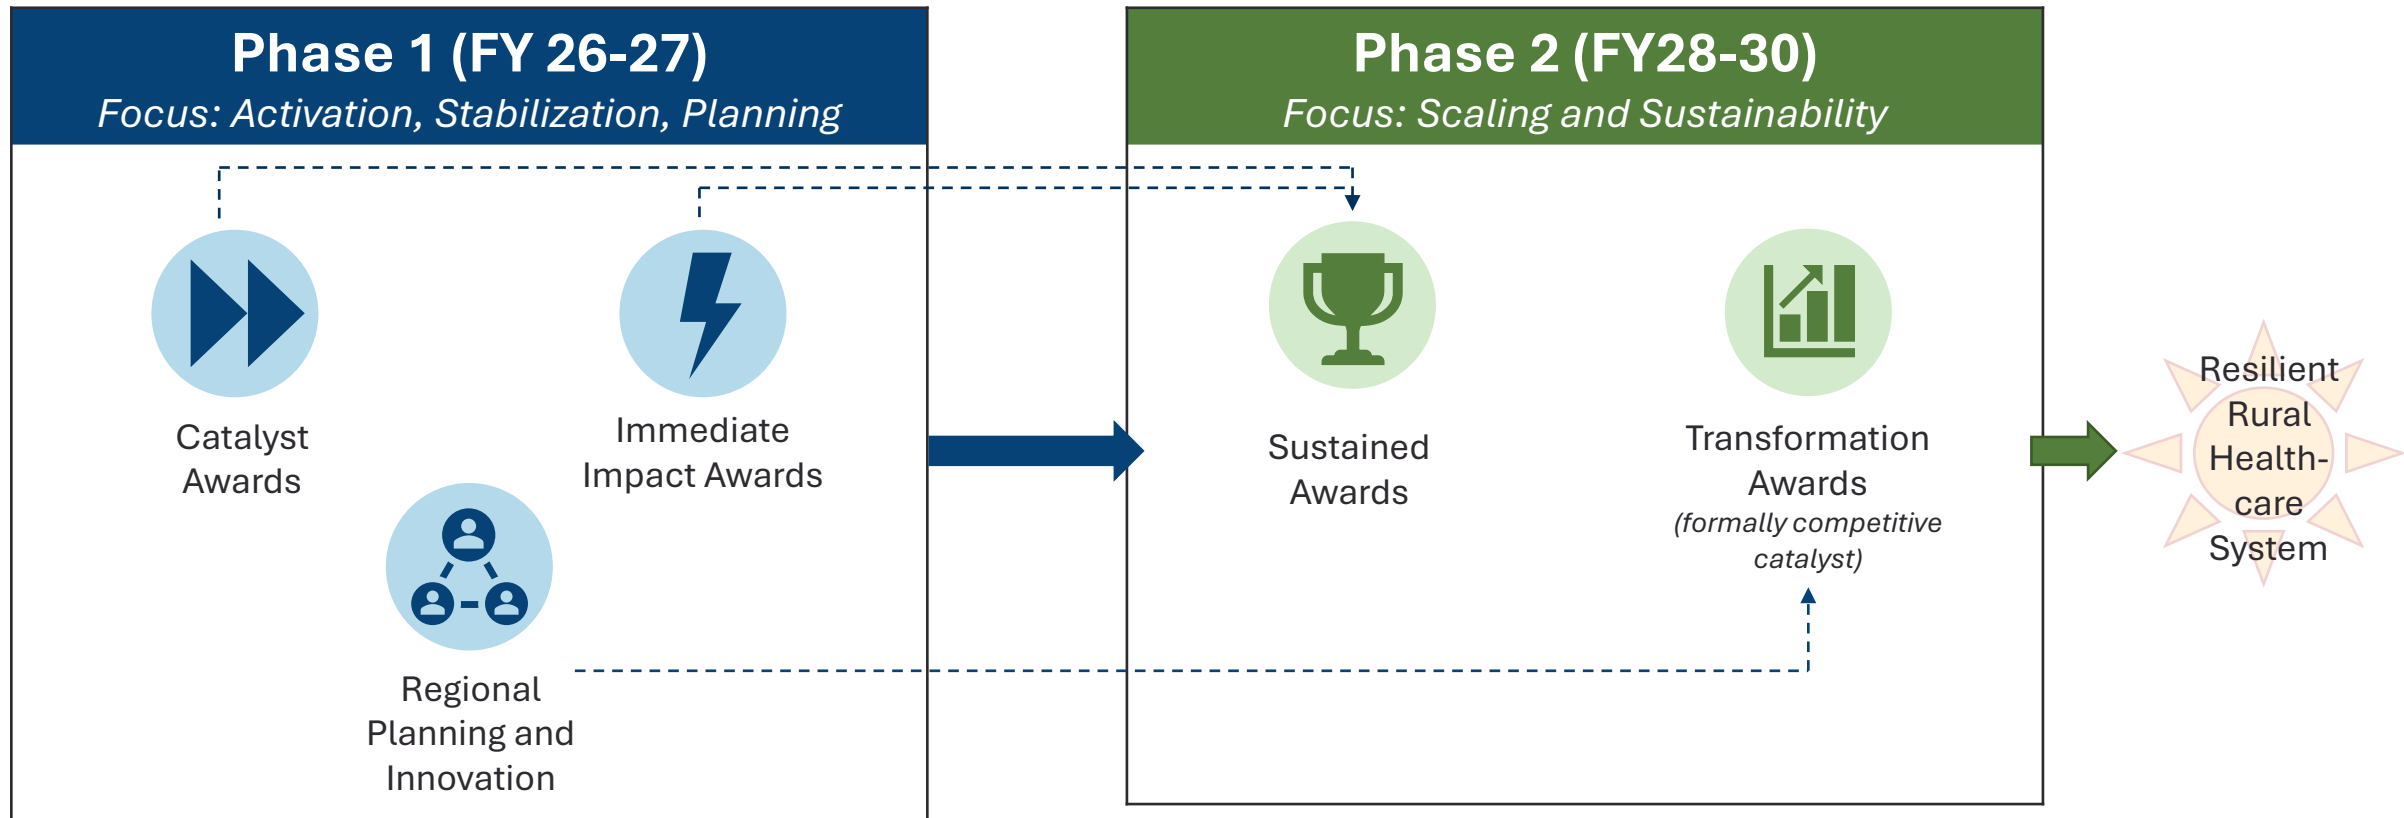 Phase 1 (FY 26-27)
Focus: Activation, Stabilization, Planning
Catalyst
Awards
Immediate
Impact Awards
Regional
Planning and
Innovation
Phase 2 (FY28-30)
Focus: Scaling and Sustainability
Sustained
Awards
Transformation
Awards
(formally competitive
catalyst)
Resilient
Rural
Health-
care
System